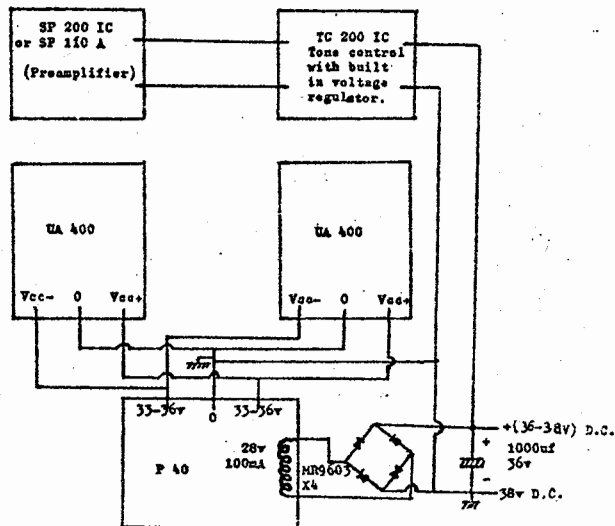 SP 200 IC
or SP 110 A
(Preamplifier)
TC 200 IC
Tone control
with built
in voltage
regulator.
UA 400
Vcc- 0 Vcc+
UA 400
Vcc- 0 Vcc+
33-36v 0 33-36v
P 40
28v
100mA
MR9603
X4
+(36-38V) D.C.
+
1000uf
36v
-
-38v D.C.